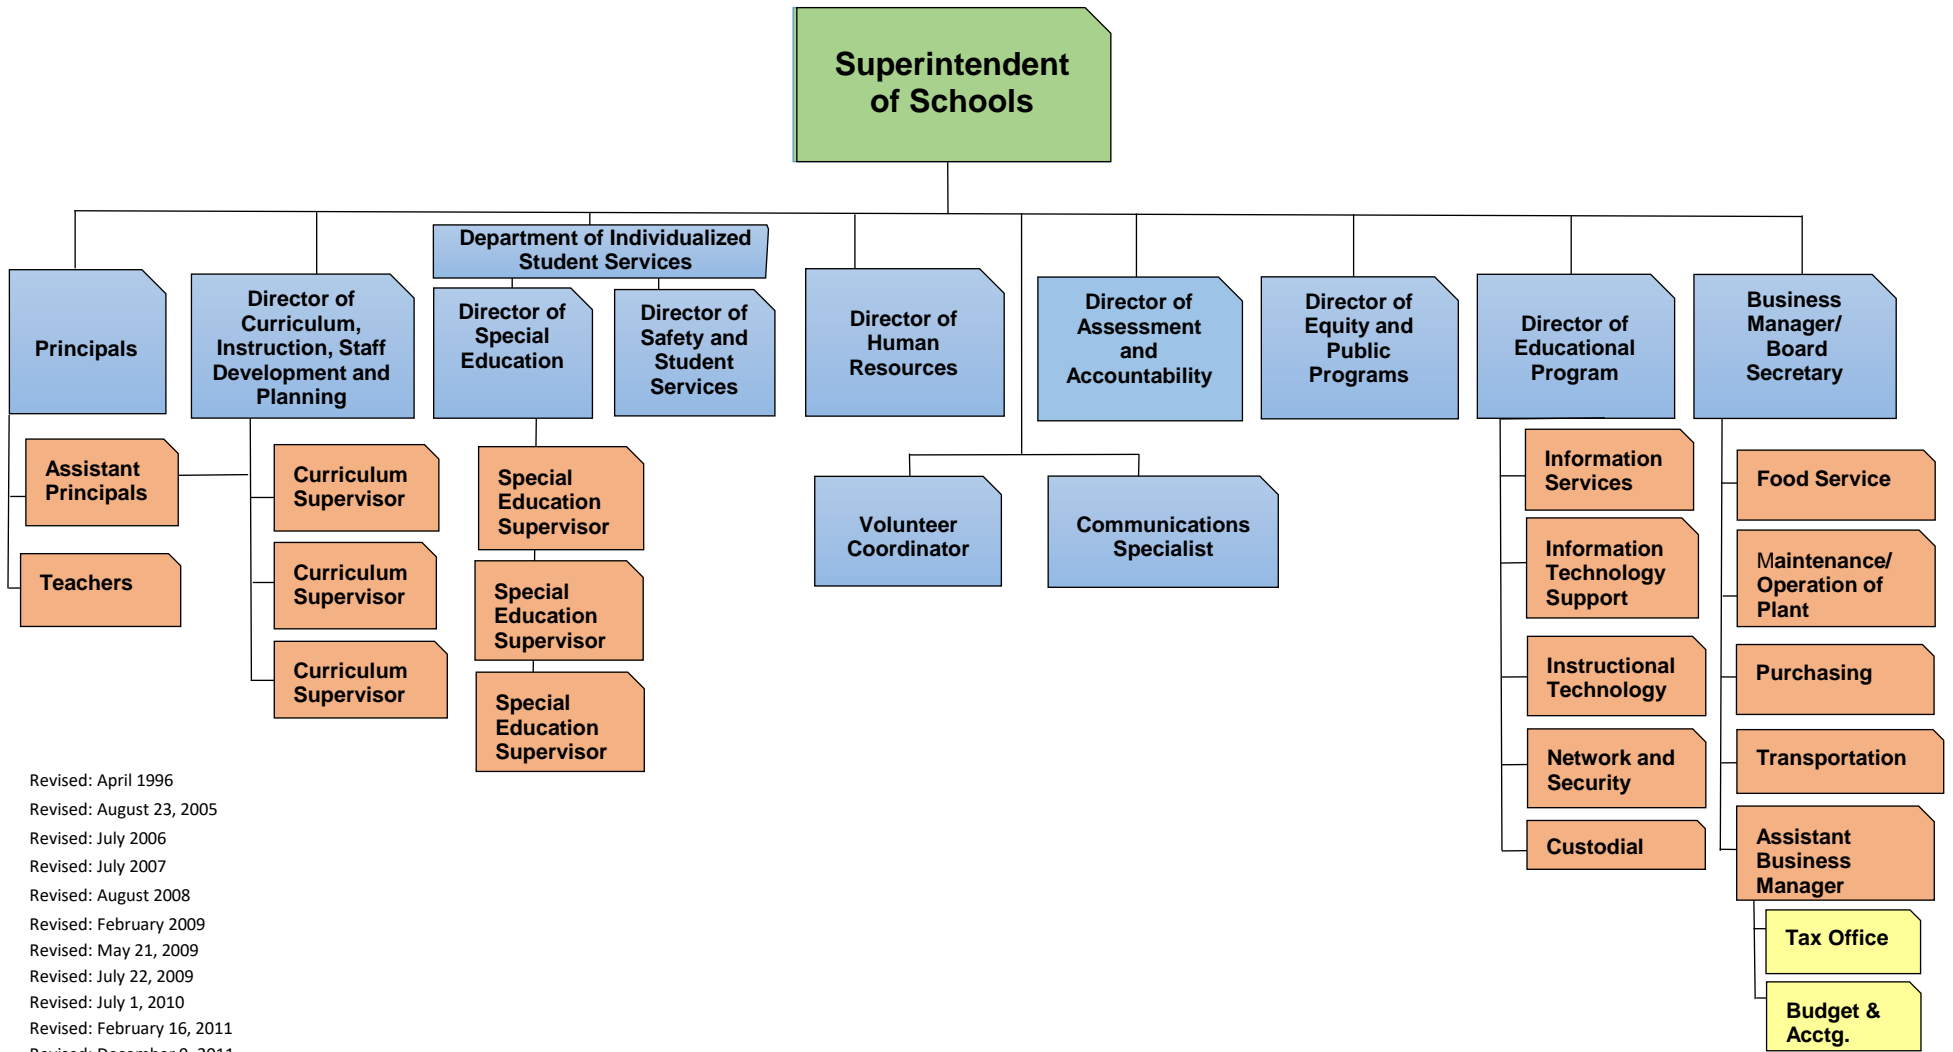 Superintendent
of Schools
Department of Individualized
Student Services
Principals
Director of
Curriculum,
Instruction, Staff
Development and
Planning
Director of
Special
Education
Director of
Safety and
Student
Services
Director of
Human
Resources
Director of
Assessment
and
Accountability
Director of
Equity and
Public
Programs
Director of
Educational
Program
Business
Manager/
Board
Secretary
Assistant
Principals
Teachers
Curriculum
Supervisor
Curriculum
Supervisor
Curriculum
Supervisor
Special
Education
Supervisor
Special
Education
Supervisor
Special
Education
Supervisor
Volunteer
Coordinator
Communications
Specialist
Information
Services
Information
Technology
Support
Instructional
Technology
Network and
Security
Custodial
Food Service
Maintenance/
Operation of
Plant
Purchasing
Transportation
Assistant
Business
Manager
Tax Office
Budget &
Acctg.
Revised: April 1996
Revised: August 23, 2005
Revised: July 2006
Revised: July 2007
Revised: August 2008
Revised: February 2009
Revised: May 21, 2009
Revised: July 22, 2009
Revised: July 1, 2010
Revised: February 16, 2011
Revised: December 9, 2011